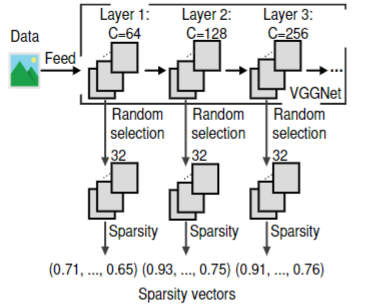 Layer 1: Layer 2: Layer 3:
C=64 C=128 C=256
Data
Feed
...
VGGNet
Random Random Random
selection selection selection
32 32 32
Sparsity Sparsity Sparsity
(0.71, ..., 0.65) (0.93, ..., 0.75) (0.91, ..., 0.76)
Sparsity vectors